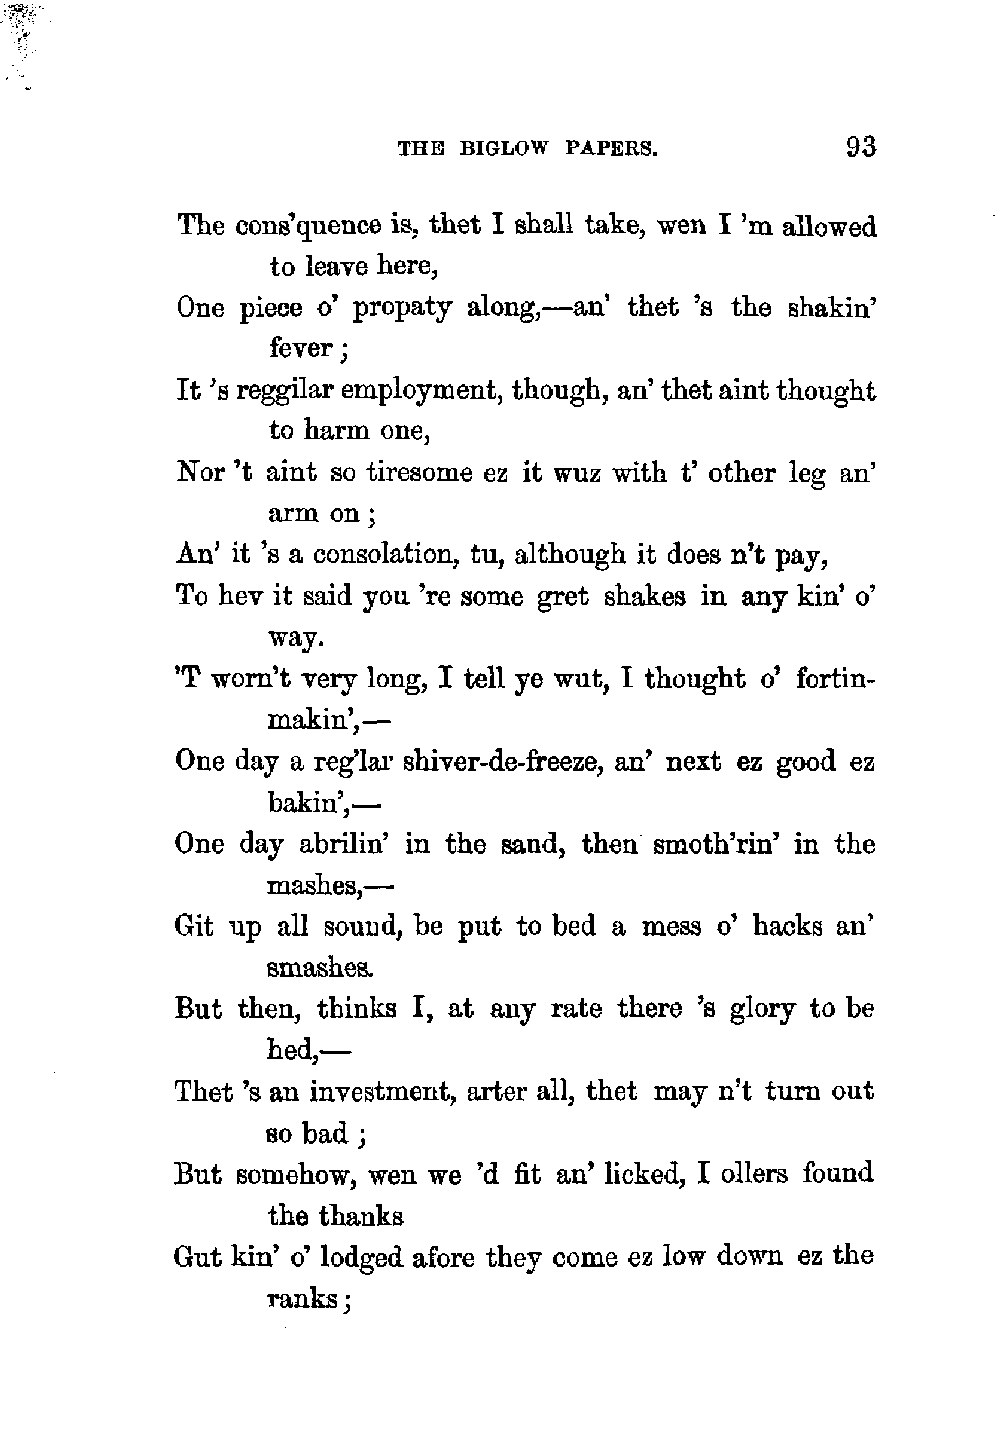 THE BIGLOW PAPERS. 93
The cons'quence is, thet I shall take, wen I 'm allowed
to leave here,
One piece o' propaty along,—an' thet 's the shakin'
fever;
It 's reggilar employment, though, an' thet aint thought
to harm one,
Nor 't aint so tiresome ez it wuz with t' other leg an'
arm on;
An' it 's a consolation, tu, although it does n't pay,
To hev it said you 're some gret shakes in any kin' o'
way.
'T worn't very long, I tell ye wut, I thought o' fortin-
makin',—
One day a reg'lar shiver-de-freeze, an' next ez good ez
bakin',—
One day abrilin' in the sand, then smoth'rin' in the
mashes,—
Git up all sound, be put to bed a mess o' hacks an'
smashes.
But then, thinks I, at any rate there 's glory to be
hed,—
Thet 's an investment, arter all, thet may n't turn out
so bad;
But somehow, wen we 'd fit an' licked, I ollers found
the thanks
Gut kin' o' lodged afore they come ez low down ez the
ranks;